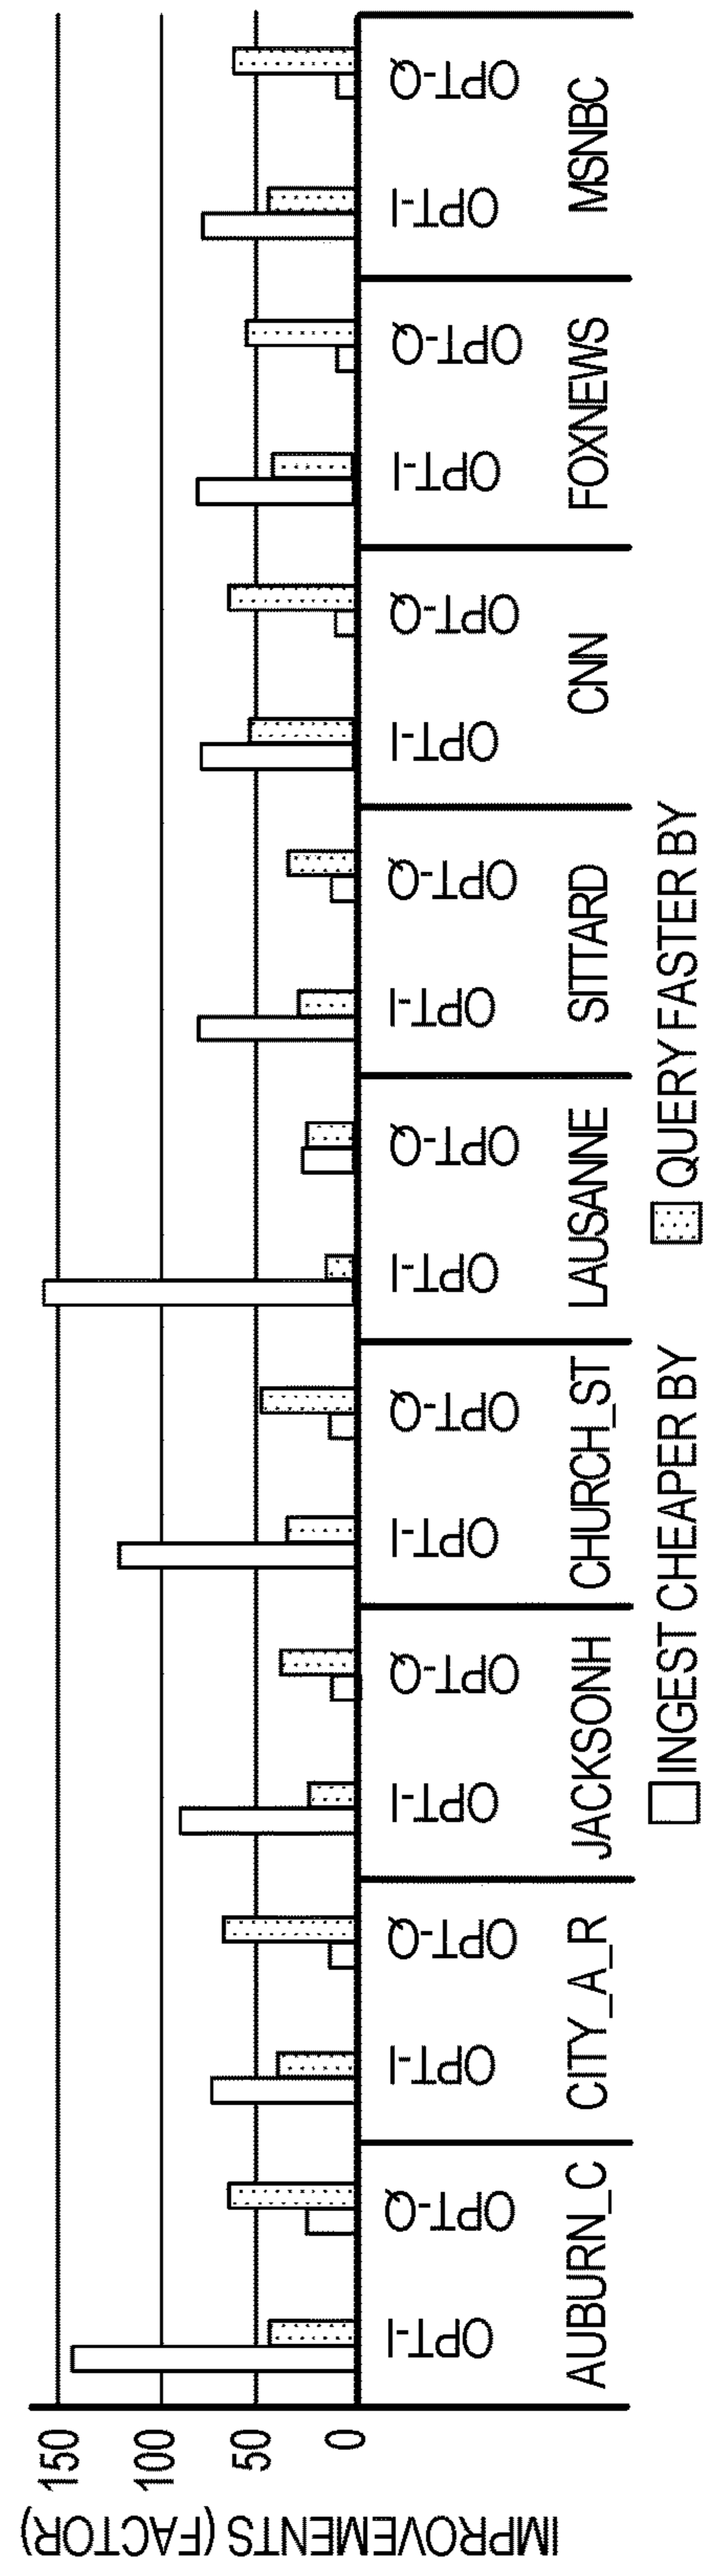 IMPROVEMENTS (FACTOR)
150
100
50
0
OPT-I OPT-Q OPT-I OPT-Q OPT-I OPT-Q OPT-I OPT-Q OPT-I OPT-Q OPT-I OPT-Q OPT-I OPT-Q OPT-I OPT-Q OPT-I OPT-Q
AUBURN_C CITY_A_R JACKSONH CHURCH_ST LAUSANNE SITTARD CNN FOXNEWS MSNBC
INGEST CHEAPER BY QUERY FASTER BY